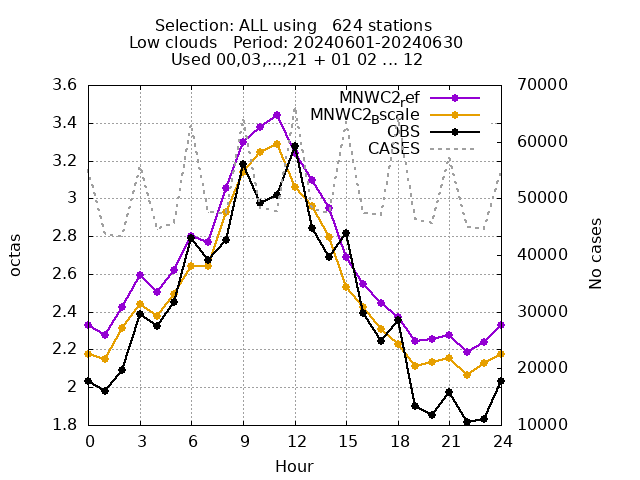 Selection: ALL using   624 stations
Low clouds   Period: 20240601-20240630
Used 00,03,...,21 + 01 02 ... 12
3.6
3.4
3.2
3
2.8
2.6
2.4
2.2
2
1.8
octas
MNWC2ref
MNWC2Bscale
OBS
CASES
70000
60000
50000
40000
30000
20000
10000
No cases
0 3 6 9 12 15 18 21 24
Hour